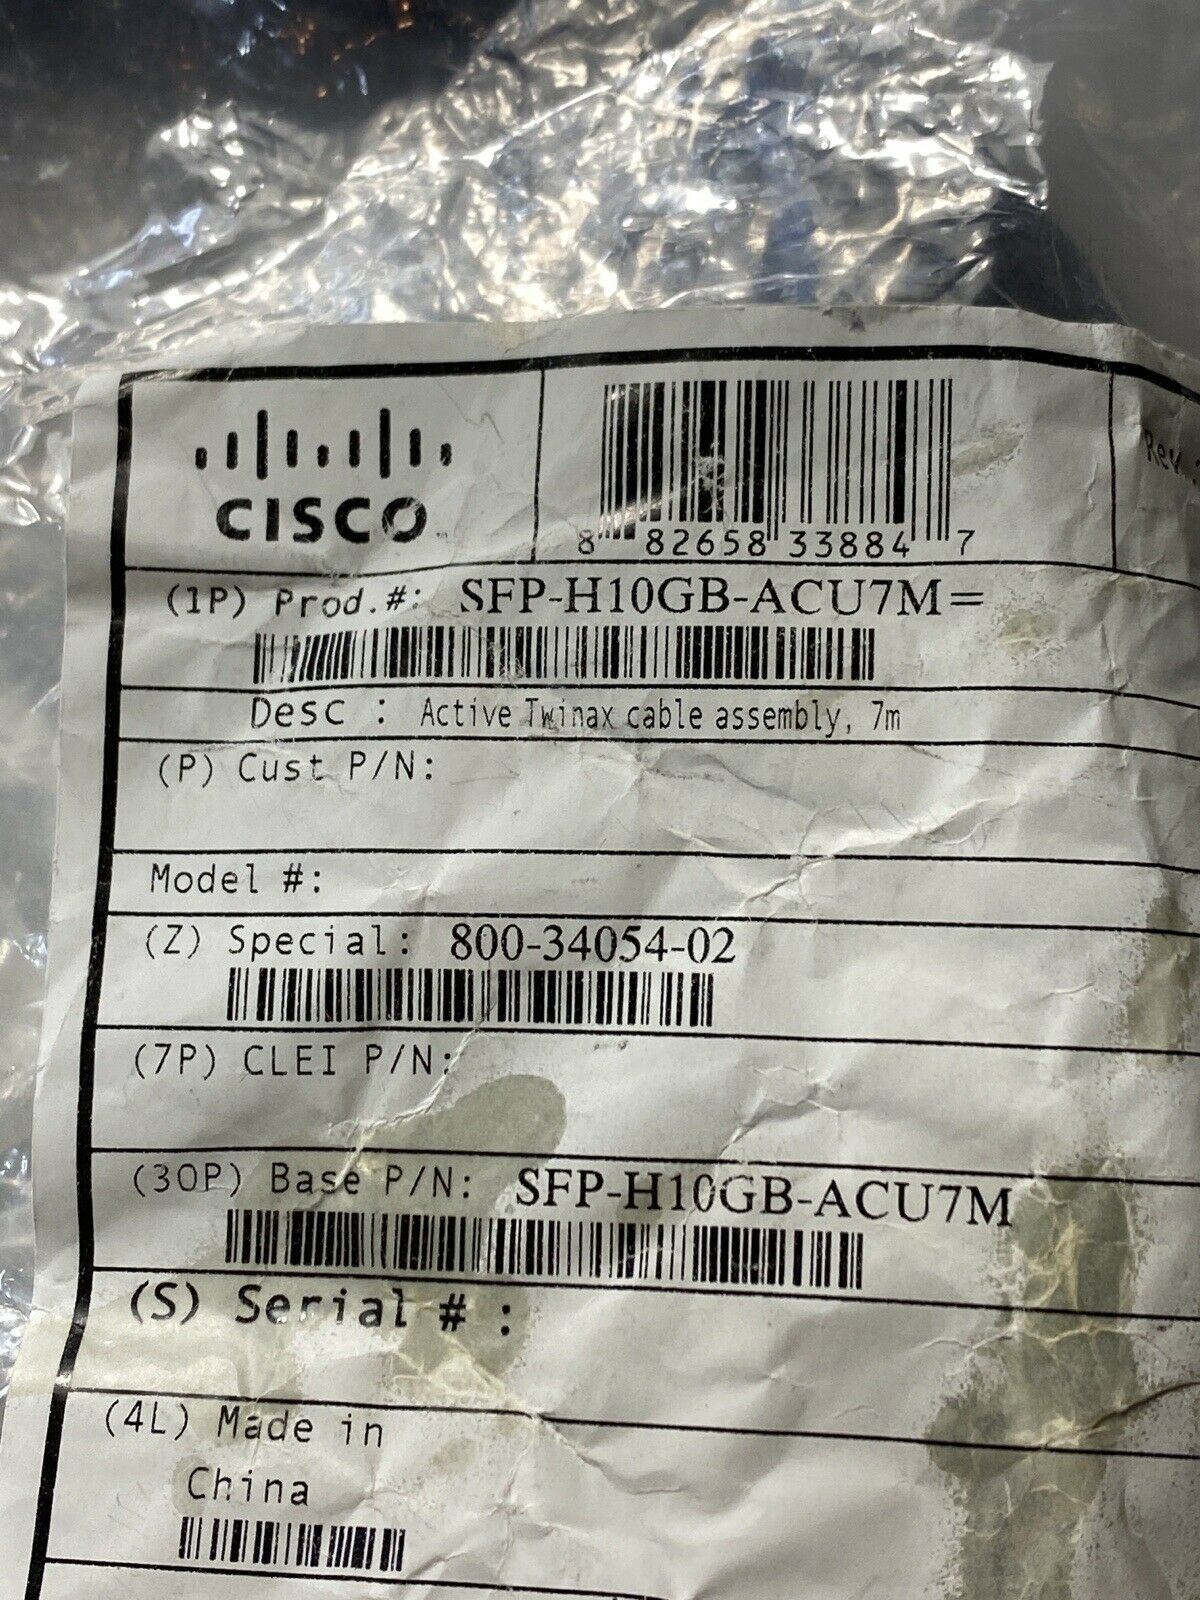 CISCO
8 82658 33884 7
Rev :
(1P) Prod.#: SFP-H10GB-ACU7M=
Desc : Active Twinax cable assembly, 7m
(P) Cust P/N:
Model #:
(Z) Special: 800-34054-02
(7P) CLEI P/N:
(30P) Base P/N: SFP-H10GB-ACU7M
(S) Serial # :
(4L) Made in
China